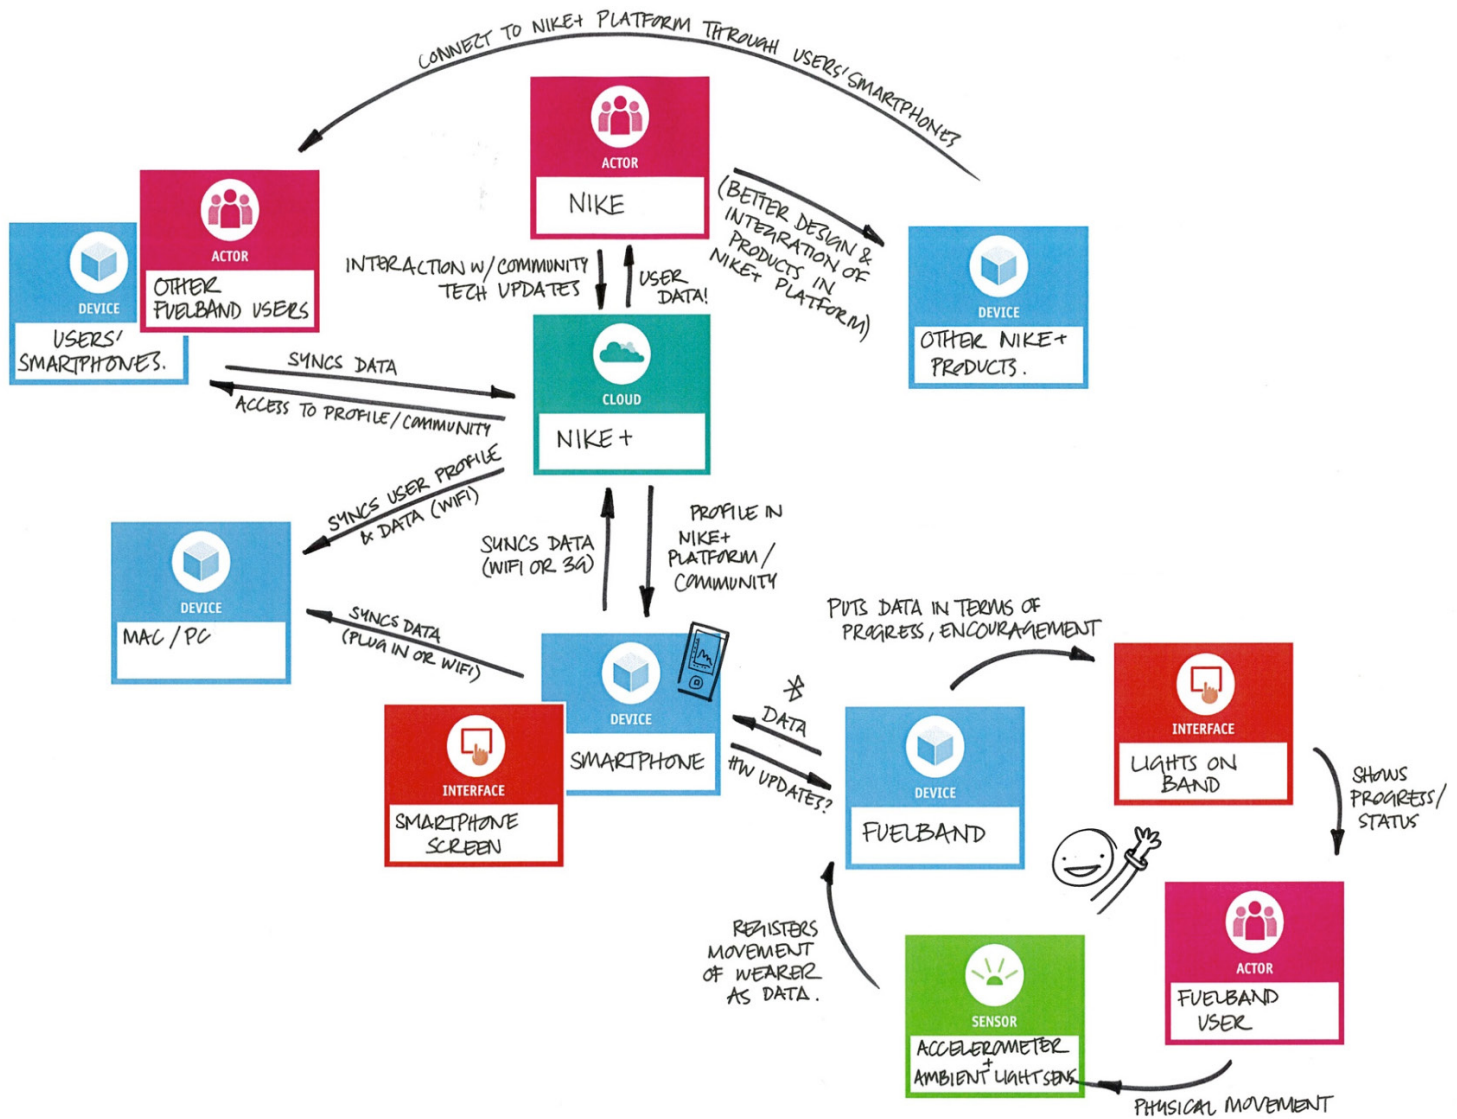 CONNECT TO NIKE+ PLATFORM THROUGH USERS' SMARTPHONES
ACTOR
NIKE
(BETTER DESIGN &
INTEGRATION OF
PRODUCTS IN
NIKE+ PLATFORM)
ACTOR
OTHER
FUELBAND USERS
DEVICE
USERS'
SMARTPHONES.
INTERACTION W/ COMMUNITY
TECH UPDATES
USER
DATA!
DEVICE
OTHER NIKE+
PRODUCTS.
SYNCS DATA
ACCESS TO PROFILE/COMMUNITY
CLOUD
NIKE+
SYNCS USER PROFILE
& DATA (WIFI)
SYNCS DATA
(WIFI OR 3G)
PROFILE IN
NIKE+
PLATFORM/
COMMUNITY
DEVICE
MAC / PC
SYNCS DATA
(PLUG IN OR WIFI)
DEVICE
SMARTPHONE
INTERFACE
SMARTPHONE
SCREEN
DATA
HW UPDATES?
PUTS DATA IN TERMS OF
PROGRESS, ENCOURAGEMENT
DEVICE
FUELBAND
INTERFACE
LIGHTS ON
BAND
SHOWS
PROGRESS/
STATUS
REGISTERS
MOVEMENT
OF WEARER
AS DATA.
SENSOR
ACCELEROMETER
+
AMBIENT LIGHT SENS
ACTOR
FUELBAND
USER
PHYSICAL MOVEMENT